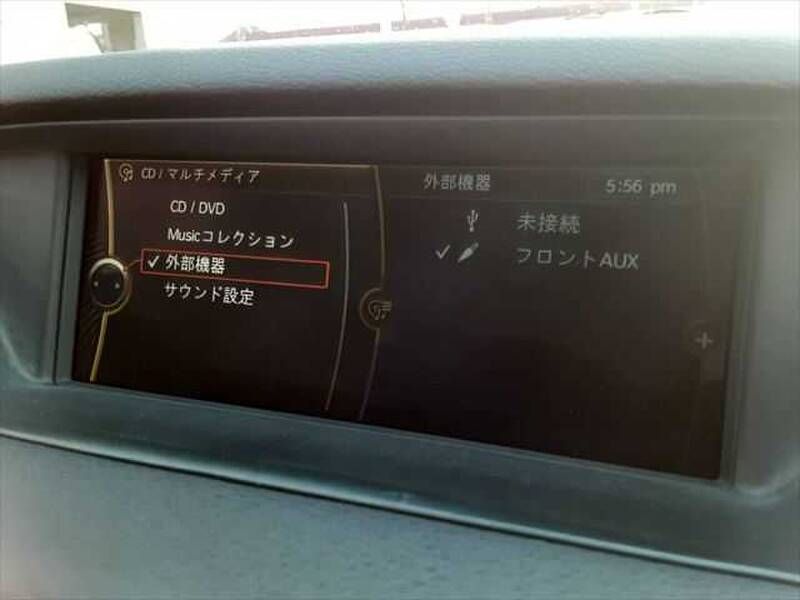 CD / マルチメディア
CD / DVD
Musicコレクション
外部機器
サウンド設定
外部機器 5:56 pm
未接続
フロントAUX